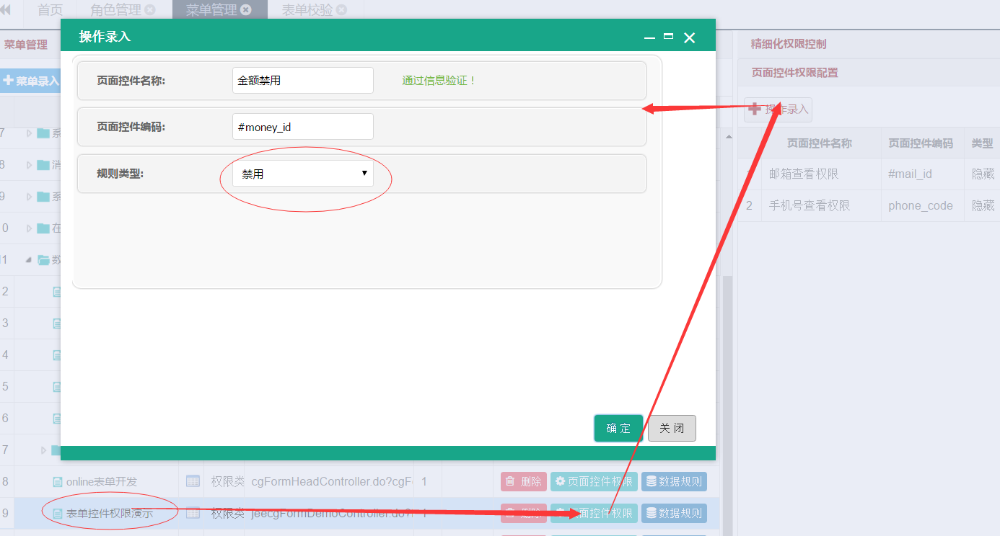 首页 角色管理 菜单管理 表单校验
菜单管理
操作录入
精细化权限控制
页面控件权限配置
菜单录入
操作录入
页面控件名称: 金额禁用 通过信息验证！
页面控件编码: #money_id
规则类型: 禁用
页面控件名称 页面控件编码 类型
邮箱查看权限 #mail_id 隐藏
2 手机号查看权限 phone_code 隐藏
7 系
8 消
9 系
0 在
1 数
2
3
4
5
6
7
确定 关闭
8 online表单开发 权限类 cgFormHeadController.do?cgF 1 删除 页面控件权限 数据规则
9 表单控件权限演示 权限类 jeecgFormDemoController.do? 1 删除 页面控件权限 数据规则